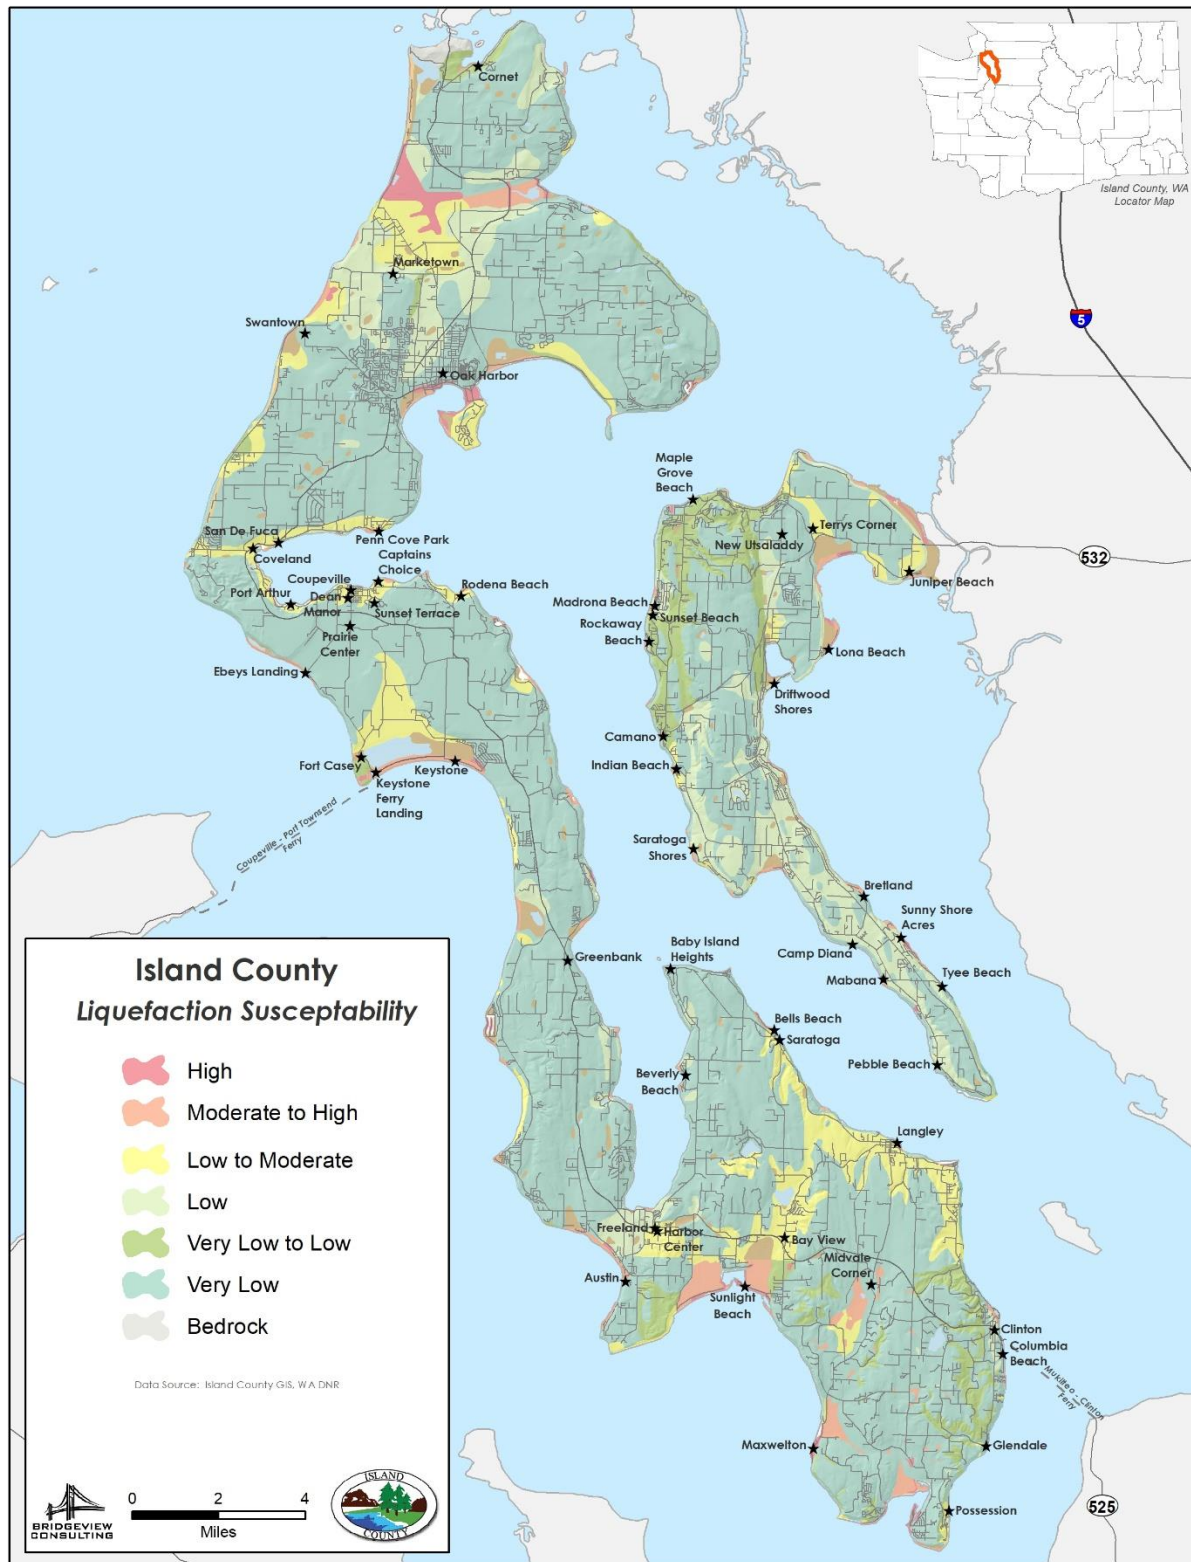 Cornet
Island County, WA
Locator Map
Marketown
5
Swantown
Oak Harbor
Maple
Grove
Beach
San De Fuca
Coveland
Penn Cove Park
Captains
Choice
Terrys Corner
New Utsaladdy
532
Juniper Beach
Coupeville
Port Arthur
Dean
Manor
Sunset Terrace
Rodena Beach
Madrona Beach
Sunset Beach
Rockaway
Beach
Prairie
Center
Ebeys Landing
Lona Beach
Driftwood
Shores
Camano
Indian Beach
Fort Casey
Keystone
Keystone
Ferry
Landing
Coupeville - Port Townsend
Ferry
Saratoga
Shores
Bretland
Sunny Shore
Acres
Camp Diana
Mabana
Tyee Beach
Greenbank
Baby Island
Heights
Bells Beach
Saratoga
Beverly
Beach
Pebble Beach
Langley
Freeland
Harbor
Center
Bay View
Midvale
Corner
Austin
Sunlight
Beach
Clinton
Columbia
Beach
Mukilteo - Clinton
Ferry
Maxwelton
Glendale
Possession
525
Island County
Liquefaction Susceptability
High
Moderate to High
Low to Moderate
Low
Very Low to Low
Very Low
Bedrock
Data Source: Island County GIS, WA DNR
BRIDGEVIEW
CONSULTING
0 2 4
Miles
ISLAND
COUNTY